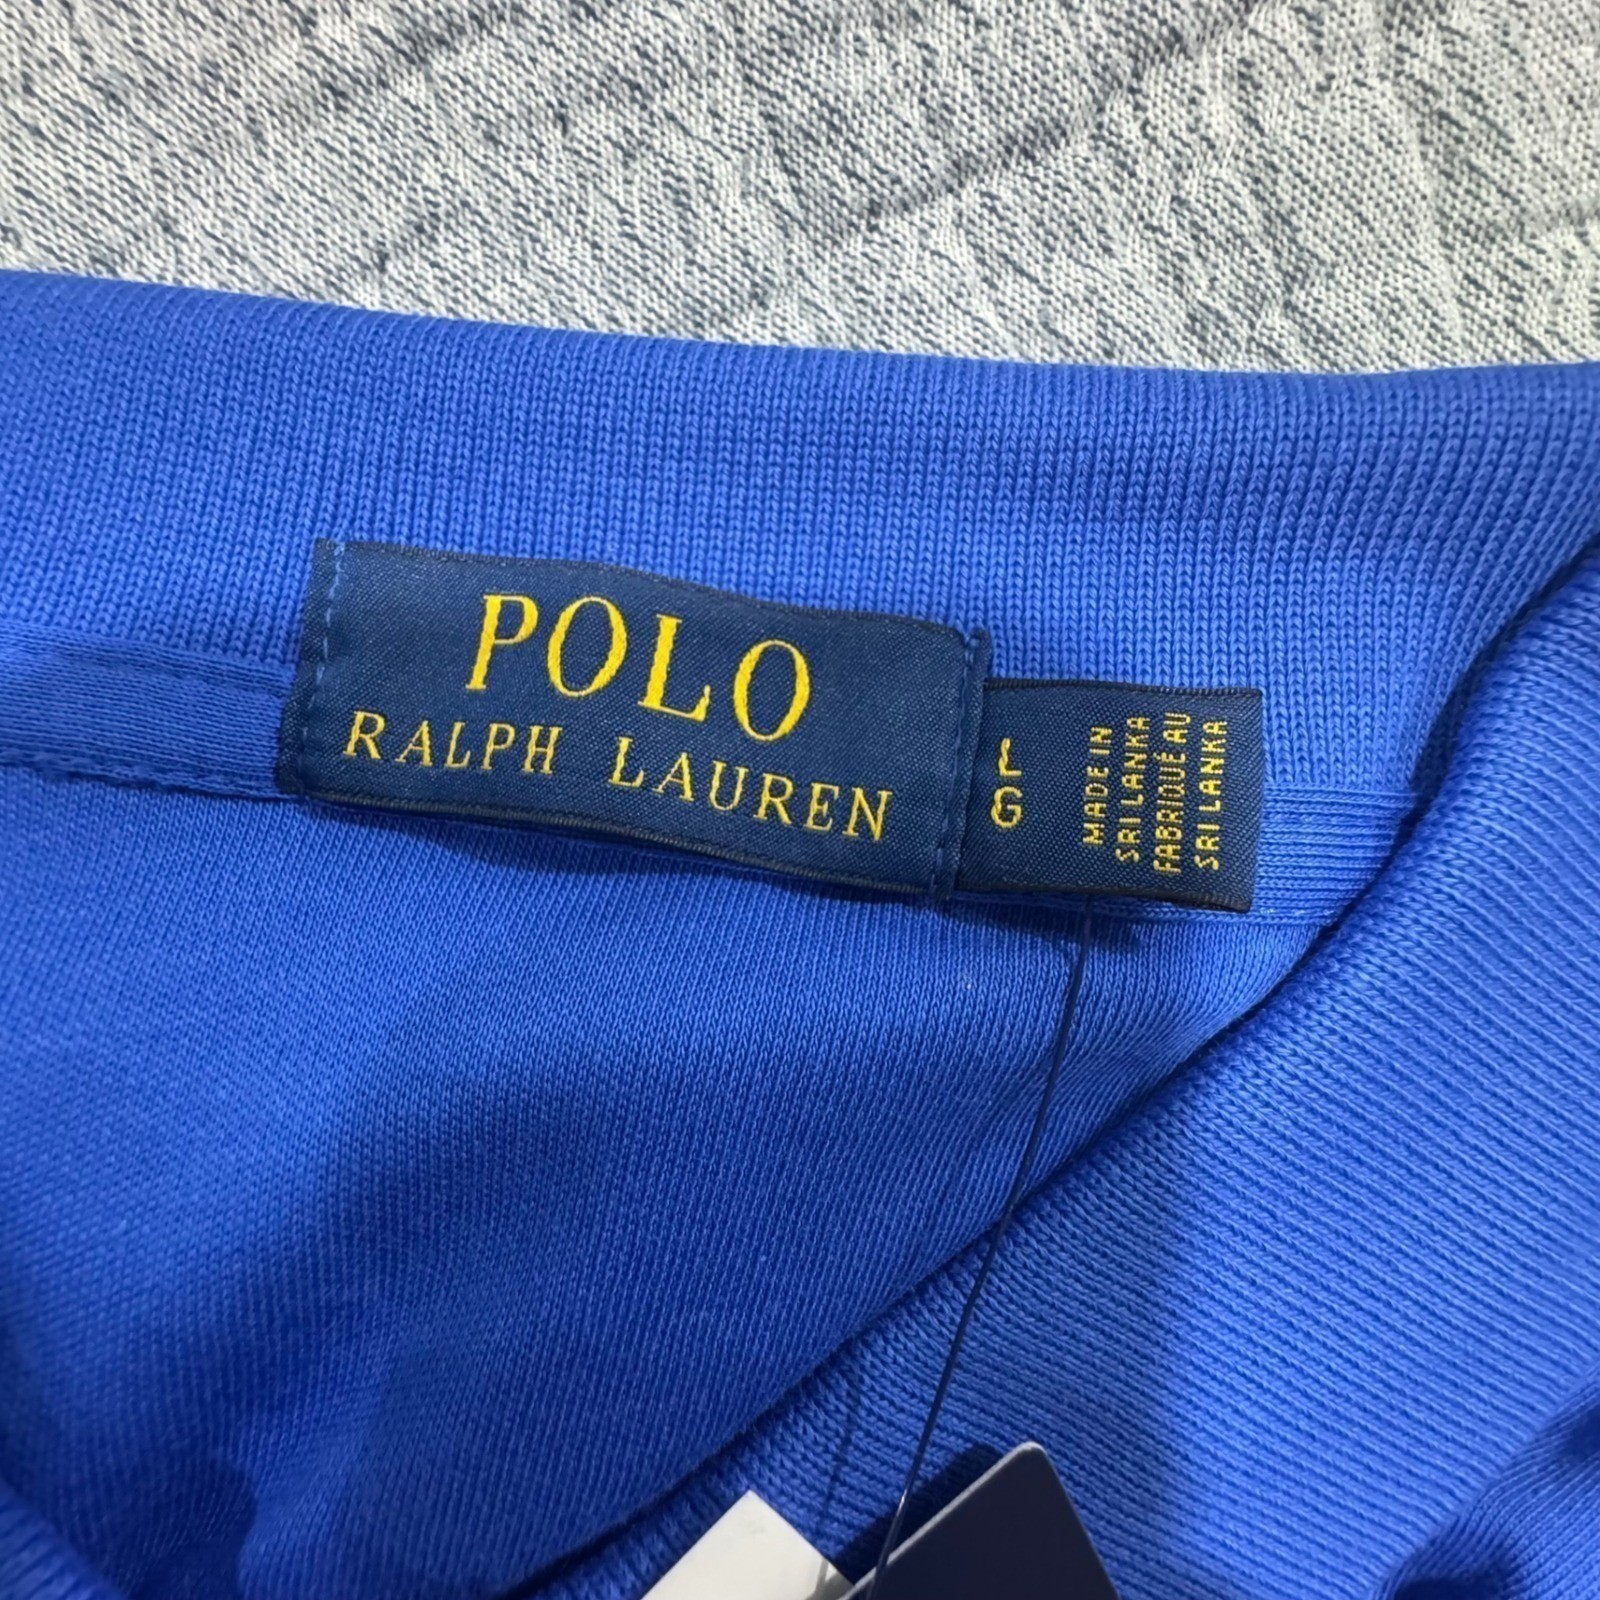 POLO
RALPH LAUREN
L
G
MADE IN
SRI LANKA
FABRIQUÉ AU
SRI LANKA